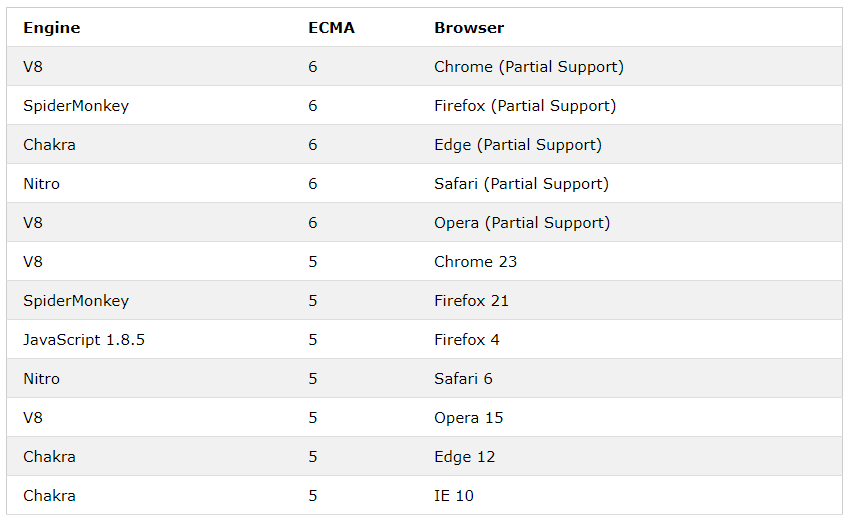 Engine ECMA Browser
V8 6 Chrome (Partial Support)
SpiderMonkey 6 Firefox (Partial Support)
Chakra 6 Edge (Partial Support)
Nitro 6 Safari (Partial Support)
V8 6 Opera (Partial Support)
V8 5 Chrome 23
SpiderMonkey 5 Firefox 21
JavaScript 1.8.5 5 Firefox 4
Nitro 5 Safari 6
V8 5 Opera 15
Chakra 5 Edge 12
Chakra 5 IE 10